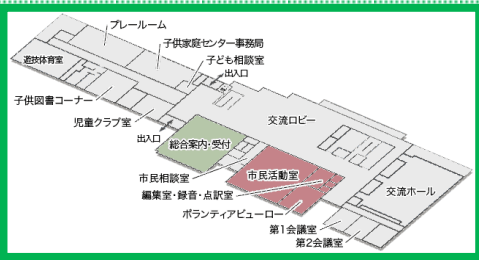 プレールーム
子供家庭センター事務局
子ども相談室
出入口
遊技体育室
子供図書コーナー
児童クラブ室
出入口
総合案内・受付
交流ロビー
市民相談室
市民活動室
編集室・録音・点訳室
ボランティアビューロー
交流ホール
第1会議室
第2会議室